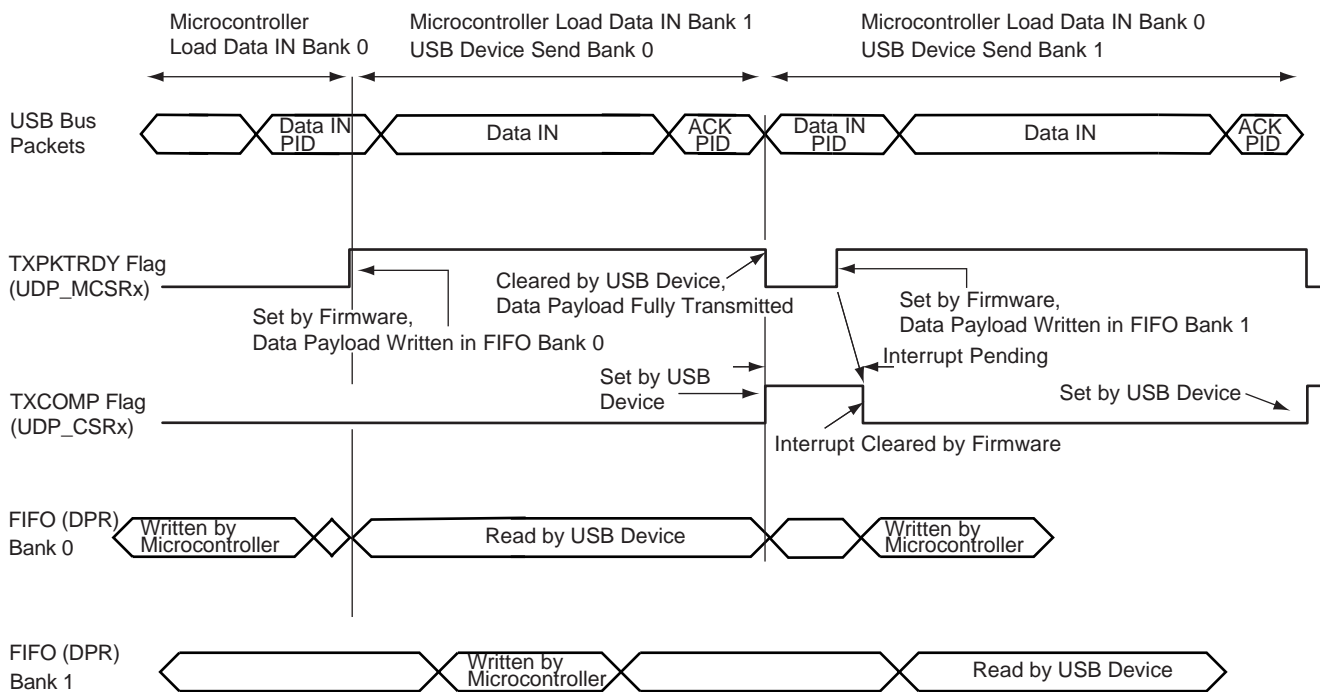 Microcontroller
Load Data IN Bank 0
Microcontroller Load Data IN Bank 1
USB Device Send Bank 0
Microcontroller Load Data IN Bank 0
USB Device Send Bank 1
USB Bus
Packets
Data IN
PID
Data IN
ACK
PID
Data IN
PID
Data IN
ACK
PID
TXPKTRDY Flag
(UDP_MCSRx)
Set by Firmware,
Data Payload Written in FIFO Bank 0
Cleared by USB Device,
Data Payload Fully Transmitted
Set by Firmware,
Data Payload Written in FIFO Bank 1
Interrupt Pending
Set by USB
Device
TXCOMP Flag
(UDP_CSRx)
Set by USB Device
Interrupt Cleared by Firmware
FIFO (DPR)
Bank 0
Written by
Microcontroller
Read by USB Device
Written by
Microcontroller
FIFO (DPR)
Bank 1
Written by
Microcontroller
Read by USB Device